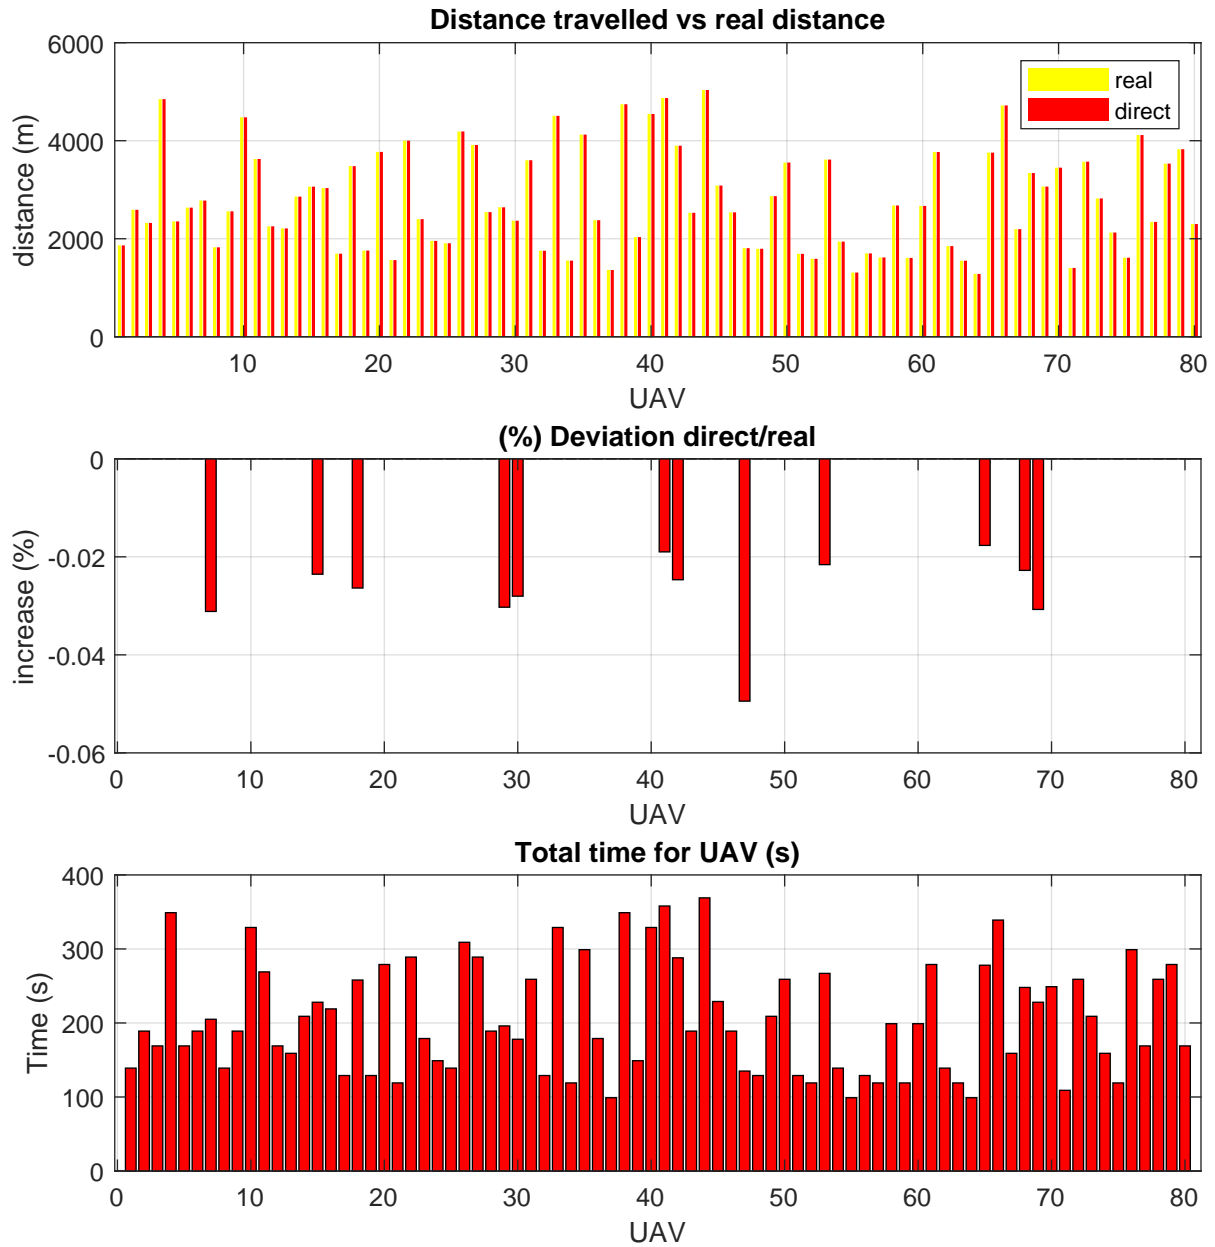 Distance travelled vs real distance
6000
4000
2000
0
distance (m)
real
direct
10 20 30 40 50 60 70 80
UAV
(%) Deviation direct/real
0
-0.02
-0.04
-0.06
increase (%)
0 10 20 30 40 50 60 70 80
UAV
Total time for UAV (s)
400
300
200
100
0
Time (s)
0 10 20 30 40 50 60 70 80
UAV